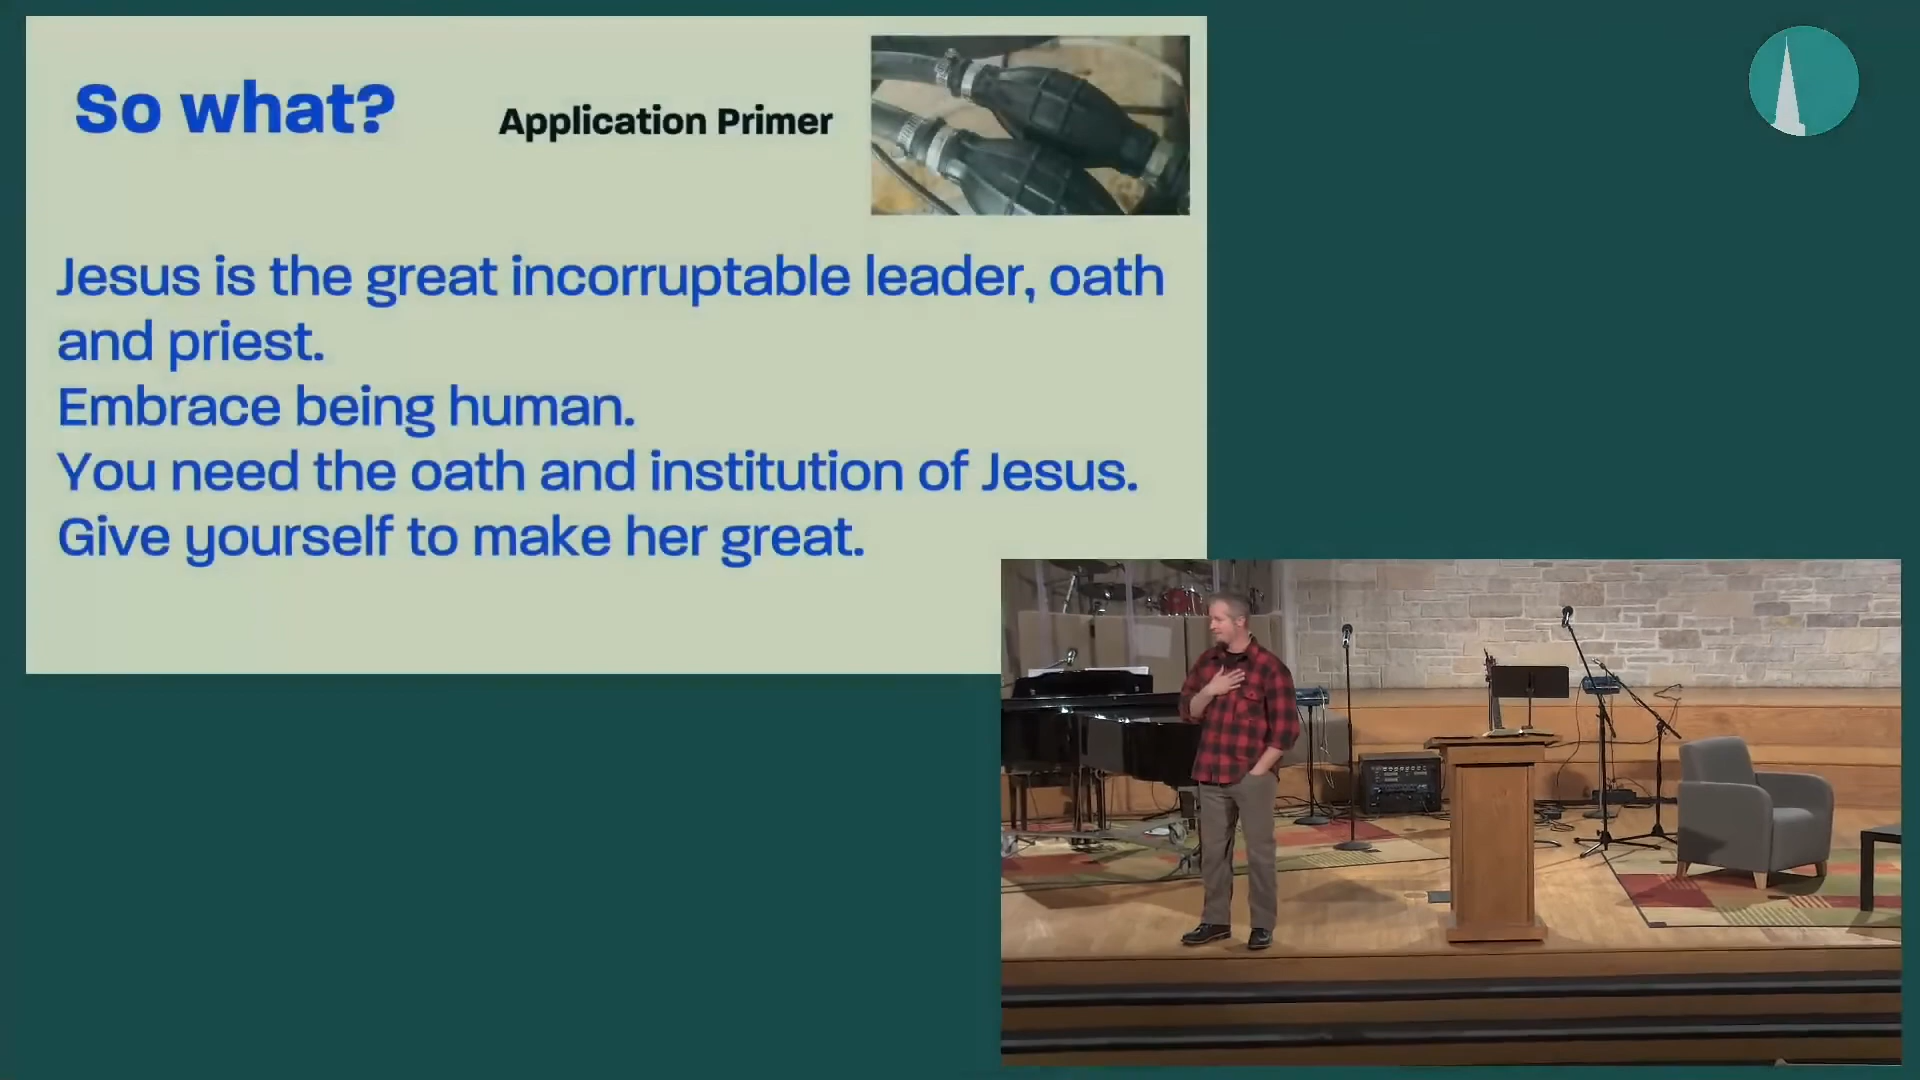 So what?
Application Primer
Jesus is the great incorruptable leader, oath
and priest.
Embrace being human.
You need the oath and institution of Jesus.
Give yourself to make her great.